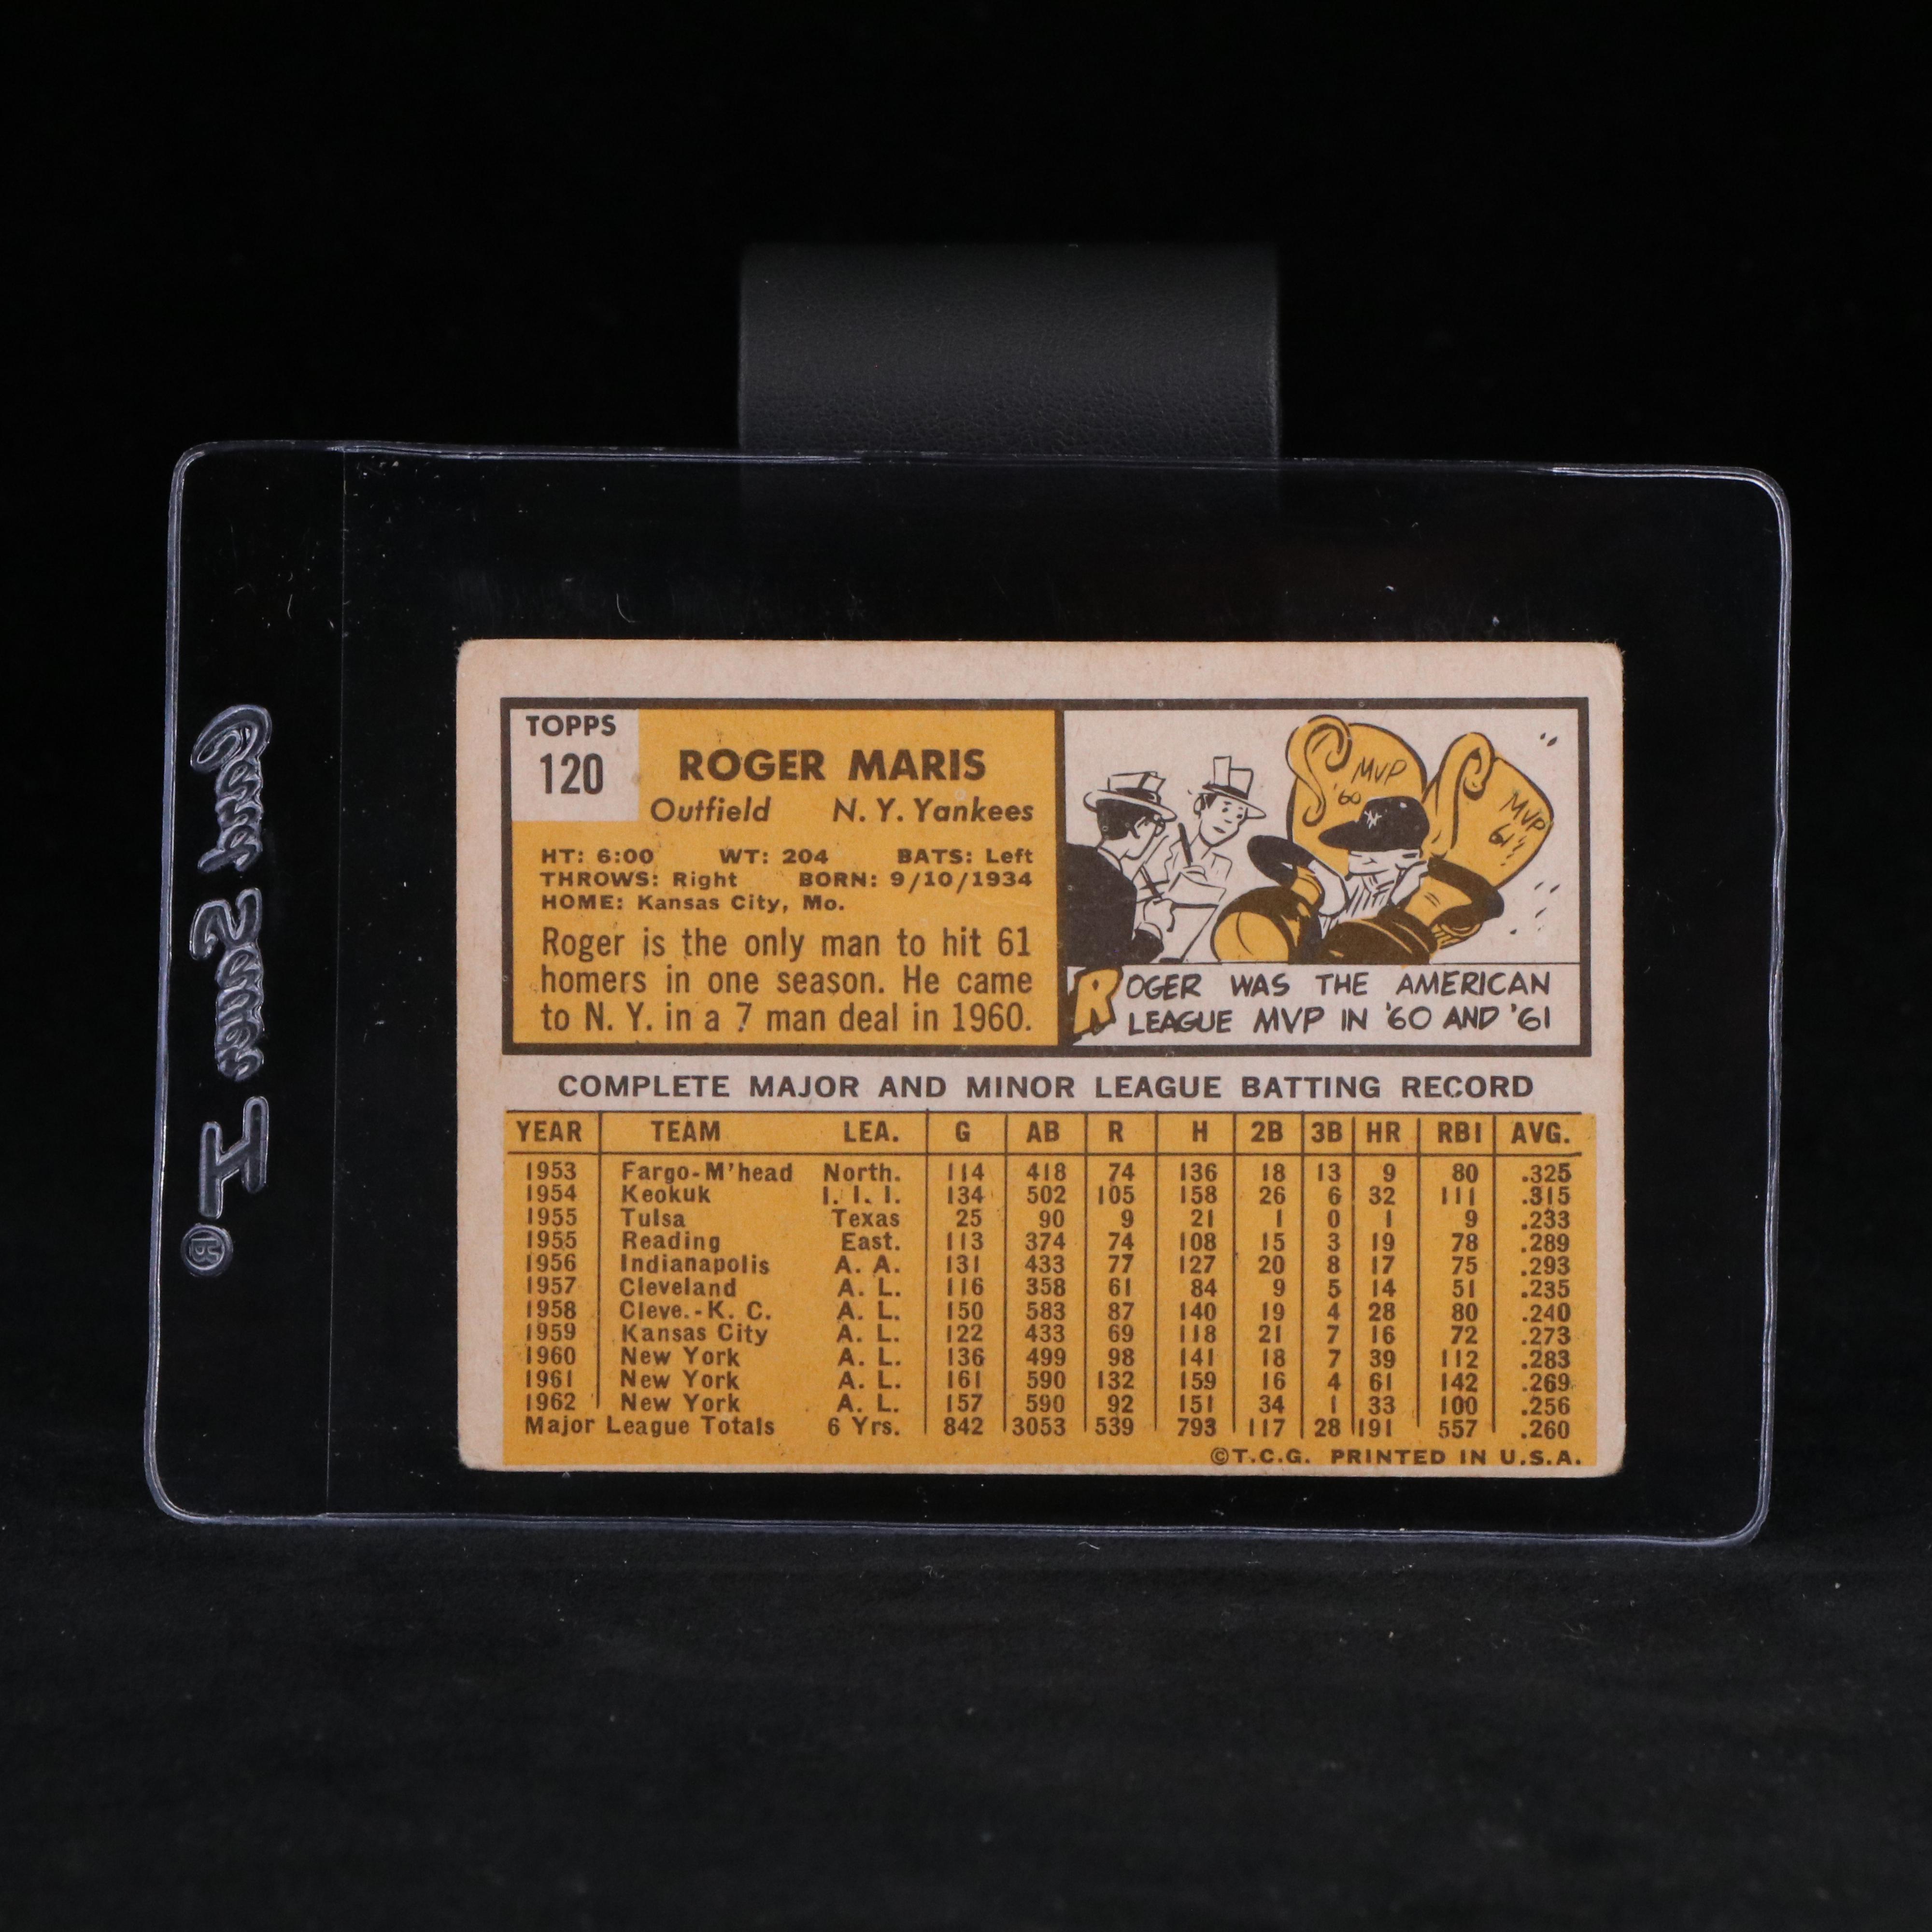 TOPPS
120
ROGER MARIS
Outfield N. Y. Yankees
HT: 6:00 WT: 204 BATS: Left
THROWS: Right BORN: 9/10/1934
HOME: Kansas City, Mo.
Roger is the only man to hit 61
homers in one season. He came
to N. Y. in a 7 man deal in 1960.
MVP
'60
MVP
61
NY
ROGER WAS THE AMERICAN
LEAGUE MVP IN '60 AND '61
COMPLETE MAJOR AND MINOR LEAGUE BATTING RECORD
YEAR TEAM LEA. G AB R H 2B 3B HR RBI AVG.
1953 Fargo-M'head North. 114 418 74 136 18 13 9 80 .325
1954 Keokuk I. I. I. 134 502 105 158 26 6 32 111 .315
1955 Tulsa Texas 25 90 9 21 1 0 1 9 .233
1955 Reading East. 113 374 74 108 15 3 19 78 .289
1956 Indianapolis A. A. 131 433 77 127 20 8 17 75 .293
1957 Cleveland A. L. 116 358 61 84 9 5 14 51 .235
1958 Cleve.-K. C. A. L. 150 583 87 140 19 4 28 80 .240
1959 Kansas City A. L. 122 433 69 118 21 7 16 72 .273
1960 New York A. L. 136 499 98 141 18 7 39 112 .283
1961 New York A. L. 161 590 132 159 16 4 61 142 .269
1962 New York A. L. 157 590 92 151 34 1 33 100 .256
Major League Totals 6 Yrs. 842 3053 539 793 117 28 191 557 .260
©T.C.G. PRINTED IN U.S.A.
Card Saver I®